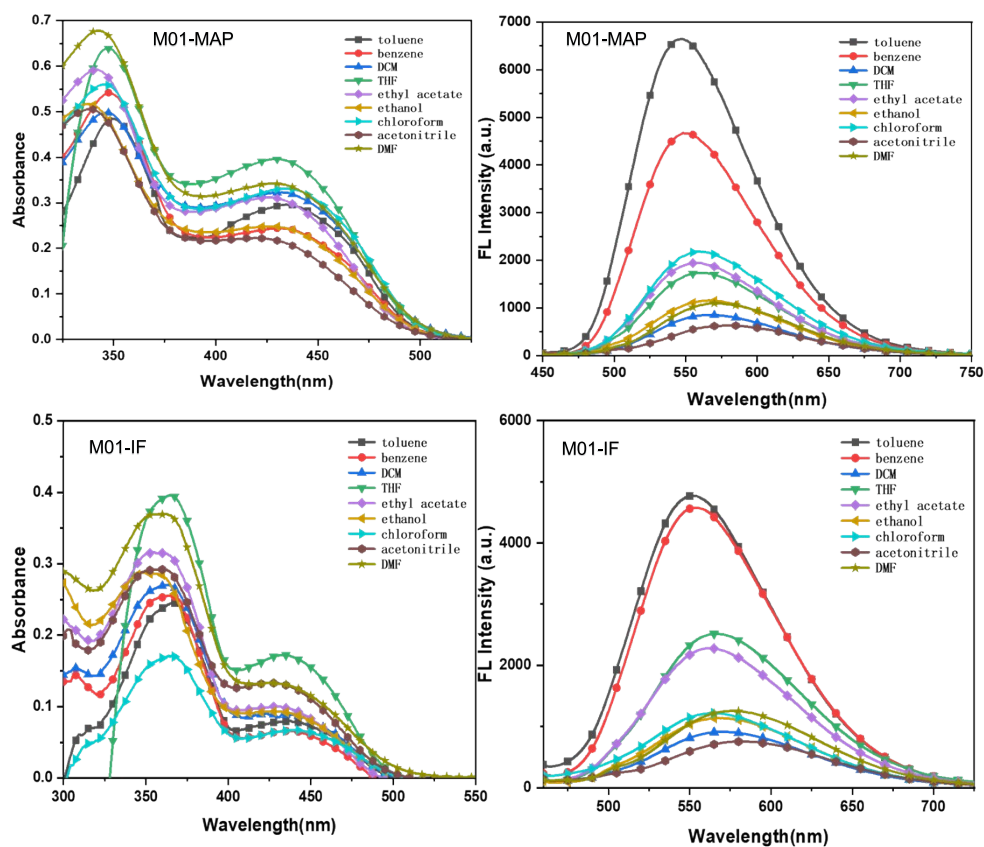 M01-MAP
toluene
benzene
DCM
THF
ethyl acetate
ethanol
chloroform
acetonitrile
DMF
Absorbance
0.7
0.6
0.5
0.4
0.3
0.2
0.1
0.0
350 400 450 500
Wavelength(nm)
M01-MAP
toluene
benzene
DCM
THF
ethyl acetate
ethanol
chloroform
acetonitrile
DMF
FL Intensity (a.u.)
7000
6000
5000
4000
3000
2000
1000
0
450 500 550 600 650 700 750
Wavelength(nm)
M01-IF
toluene
benzene
DCM
THF
ethyl acetate
ethanol
chloroform
acetonitrile
DMF
Absorbance
0.5
0.4
0.3
0.2
0.1
0.0
300 350 400 450 500 550
Wavelength(nm)
M01-IF
toluene
benzene
DCM
THF
ethyl acetate
ethanol
chloroform
acetonitrile
DMF
FL Intensity (a.u.)
6000
4000
2000
0
500 550 600 650 700
Wavelength(nm)